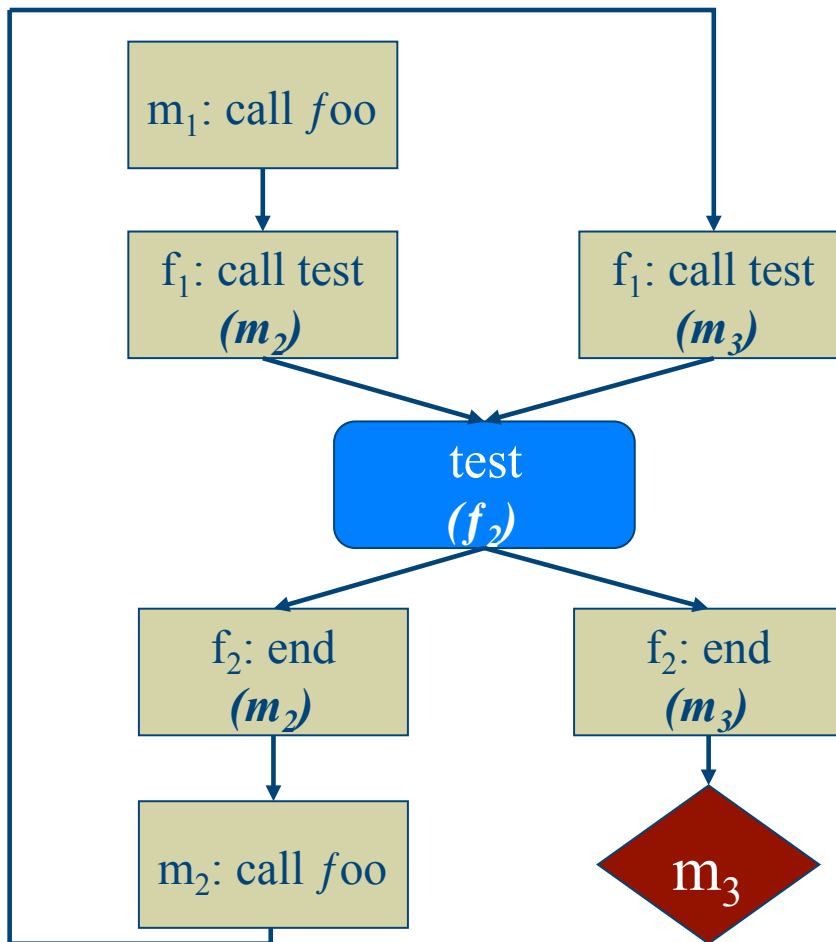 m₁: call foo
f₁: call test
(m₂)
f₁: call test
(m₃)
test
(f₂)
f₂: end
(m₂)
f₂: end
(m₃)
m₂: call foo
m₃